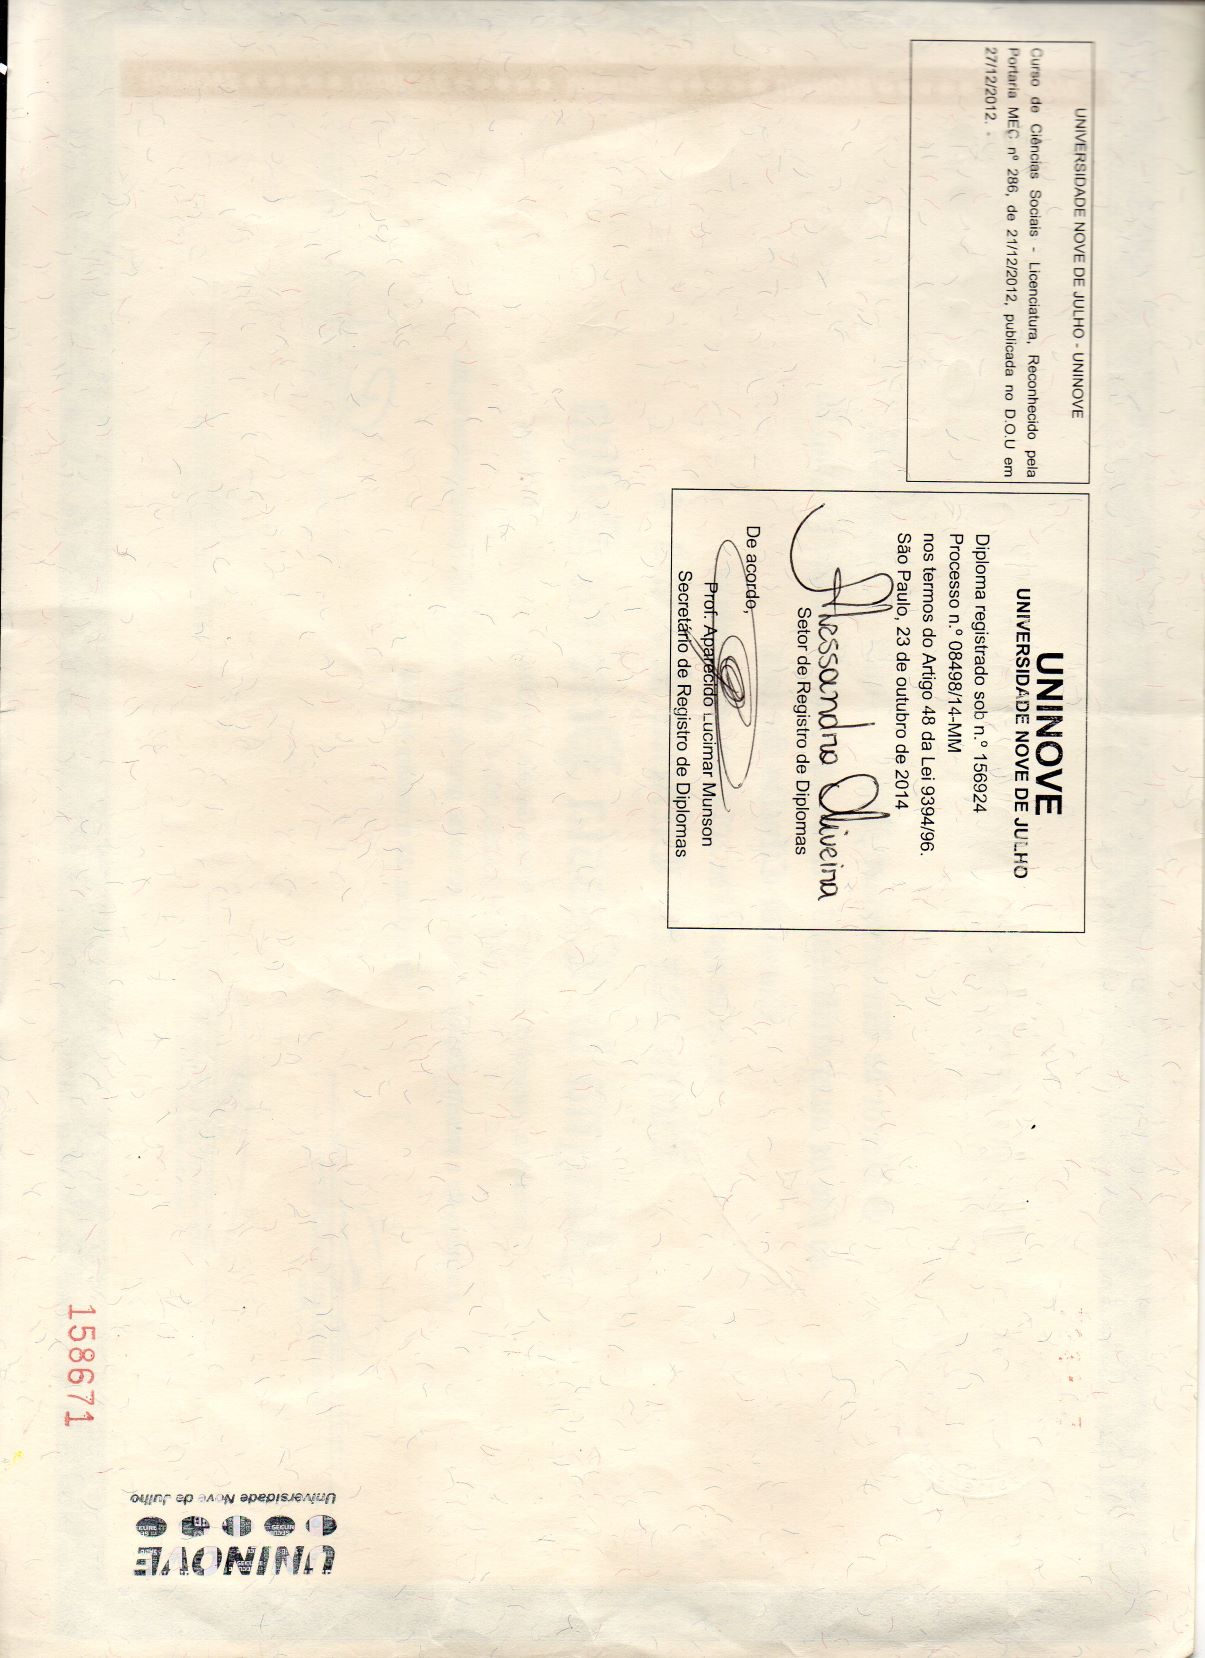 UNIVERSIDADE NOVE DE JULHO - UNINOVE
Curso de Ciências Sociais - Licenciatura, Reconhecido pela
Portaria MEC nº 286, de 21/12/2012, publicada no D.O.U em
27/12/2012.
UNINOVE
UNIVERSIDADE NOVE DE JULHO
Diploma registrado sob n.º 156924
Processo n.º 08498/14-MM
nos termos do Artigo 48 da Lei 9394/96.
São Paulo, 23 de outubro de 2014
Alessandra Oliveira
Setor de Registro de Diplomas
De acordo,
Prof. Aparecido Lucimar Munson
Secretário de Registro de Diplomas
158671
UNINOVE
Universidade Nove de Julho